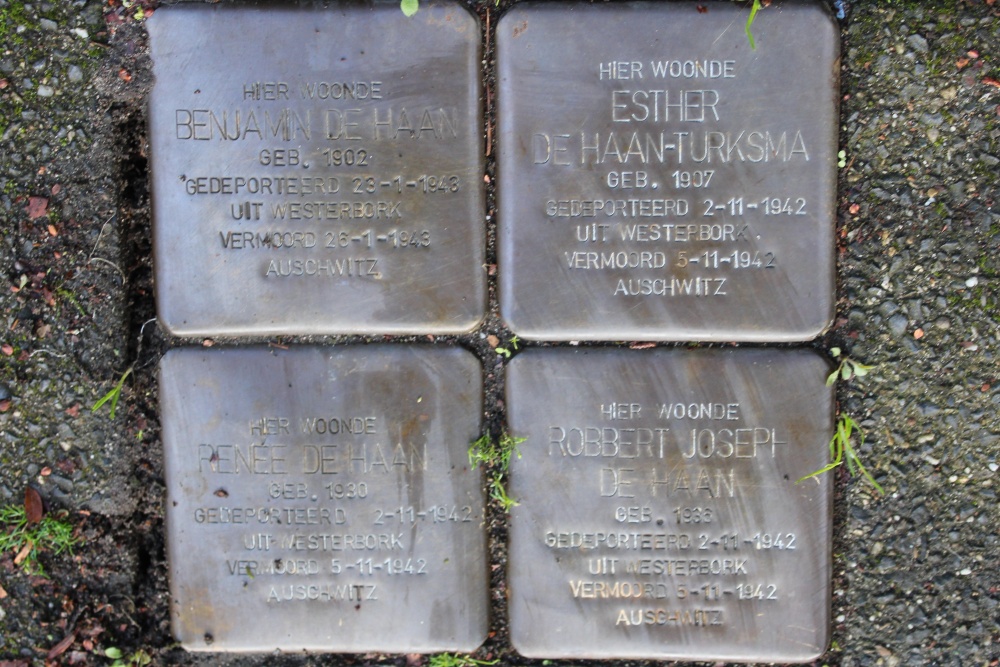 HIER WOONDE
BENJAMIN DE HAAN
GEB. 1902
GEDEPORTEERD 23-1-1943
UIT WESTERBORK
VERMOORD 26-1-1943
AUSCHWITZ
HIER WOONDE
ESTHER
DE HAAN-TURKSMA
GEB. 1907
GEDEPORTEERD 2-11-1942
UIT WESTERBORK
VERMOORD 5-11-1942
AUSCHWITZ
HIER WOONDE
RENÉE DE HAAN
GEB. 1930
GEDEPORTEERD 2-11-1942
UIT WESTERBORK
VERMOORD 5-11-1942
AUSCHWITZ
HIER WOONDE
ROBBERT JOSEPH
DE HAAN
GEB. 1936
GEDEPORTEERD 2-11-1942
UIT WESTERBORK
VERMOORD 5-11-1942
AUSCHWITZ